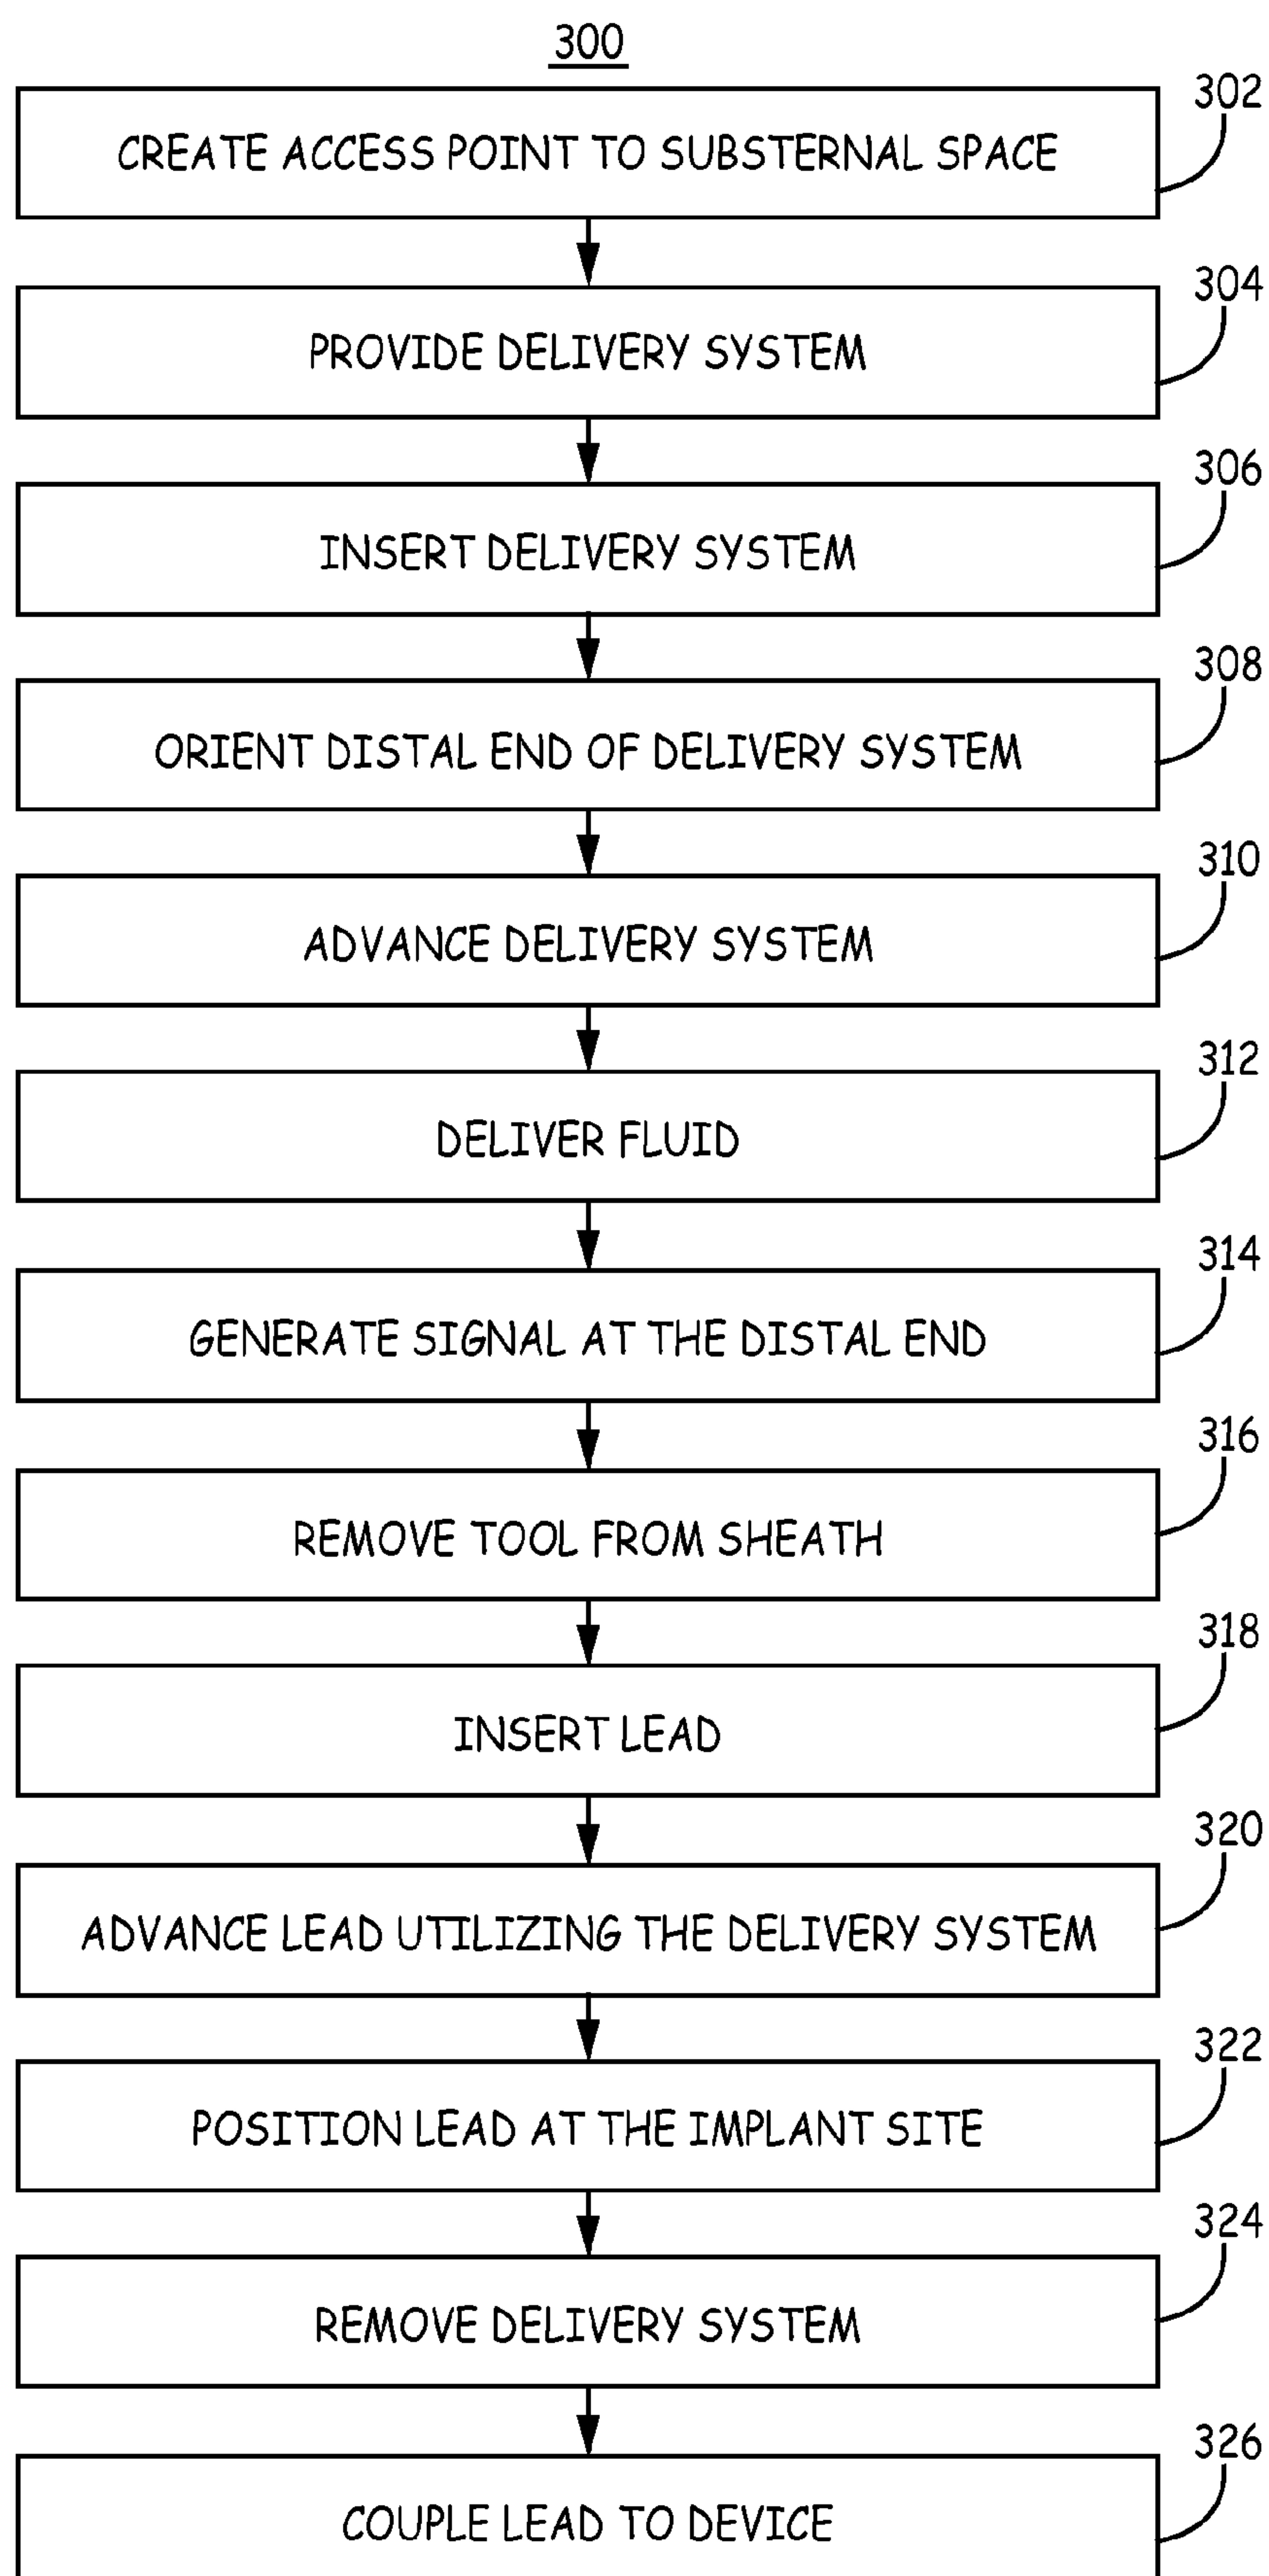 300
CREATE ACCESS POINT TO SUBSTERNAL SPACE
302
PROVIDE DELIVERY SYSTEM
304
INSERT DELIVERY SYSTEM
306
ORIENT DISTAL END OF DELIVERY SYSTEM
308
ADVANCE DELIVERY SYSTEM
310
DELIVER FLUID
312
GENERATE SIGNAL AT THE DISTAL END
314
REMOVE TOOL FROM SHEATH
316
INSERT LEAD
318
ADVANCE LEAD UTILIZING THE DELIVERY SYSTEM
320
POSITION LEAD AT THE IMPLANT SITE
322
REMOVE DELIVERY SYSTEM
324
COUPLE LEAD TO DEVICE
326